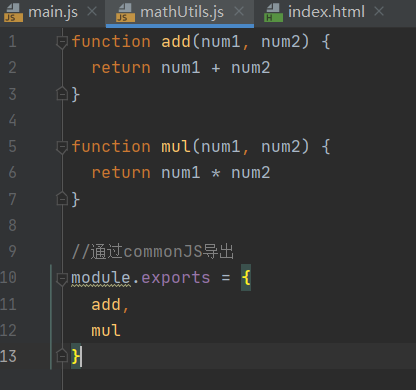 main.js × mathUtils.js × index.html ×
1 function add(num1, num2) {
2 return num1 + num2
3 }
4
5 function mul(num1, num2) {
6 return num1 * num2
7 }
8
9 //通过commonJS导出
10 module.exports = {
11 add,
12 mul
13 }